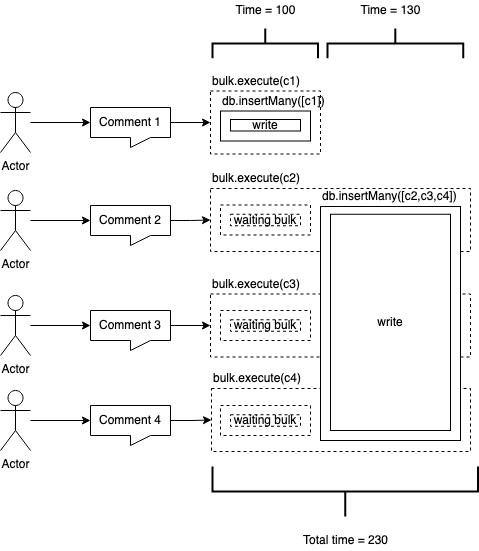 Time = 100
Time = 130
bulk.execute(c1)
db.insertMany([c1])
Comment 1
write
Actor
bulk.execute(c2)
db.insertMany([c2,c3,c4])
Comment 2
waiting bulk
Actor
bulk.execute(c3)
Comment 3
waiting bulk
write
Actor
bulk.execute(c4)
Comment 4
waiting bulk
Actor
Total time = 230